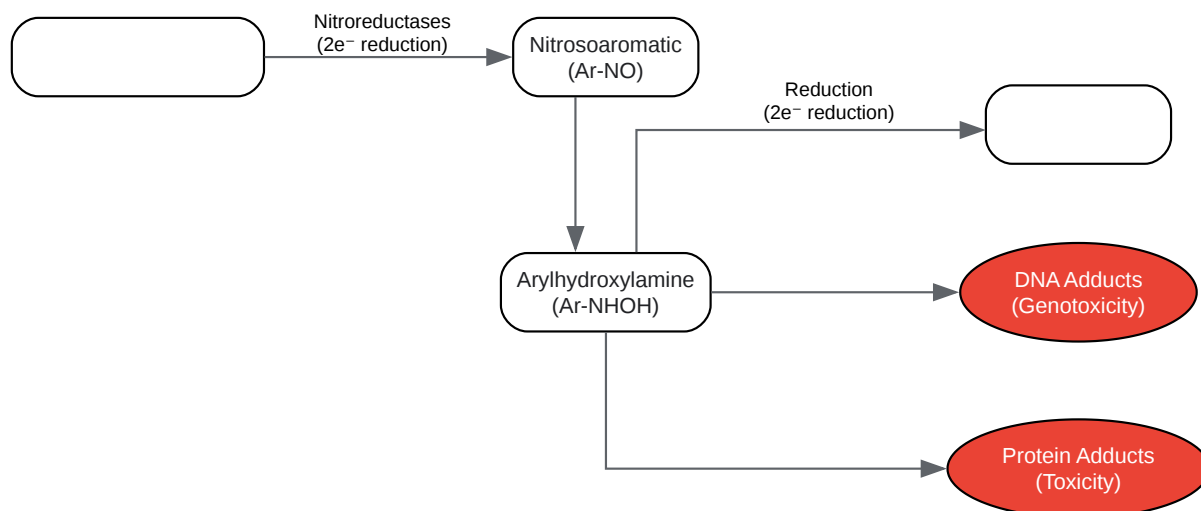 Nitroreductases
(2e⁻ reduction)
Nitrosoaromatic
(Ar-NO)
Reduction
(2e⁻ reduction)
Arylhydroxylamine
(Ar-NHOH)
DNA Adducts
(Genotoxicity)
Protein Adducts
(Toxicity)